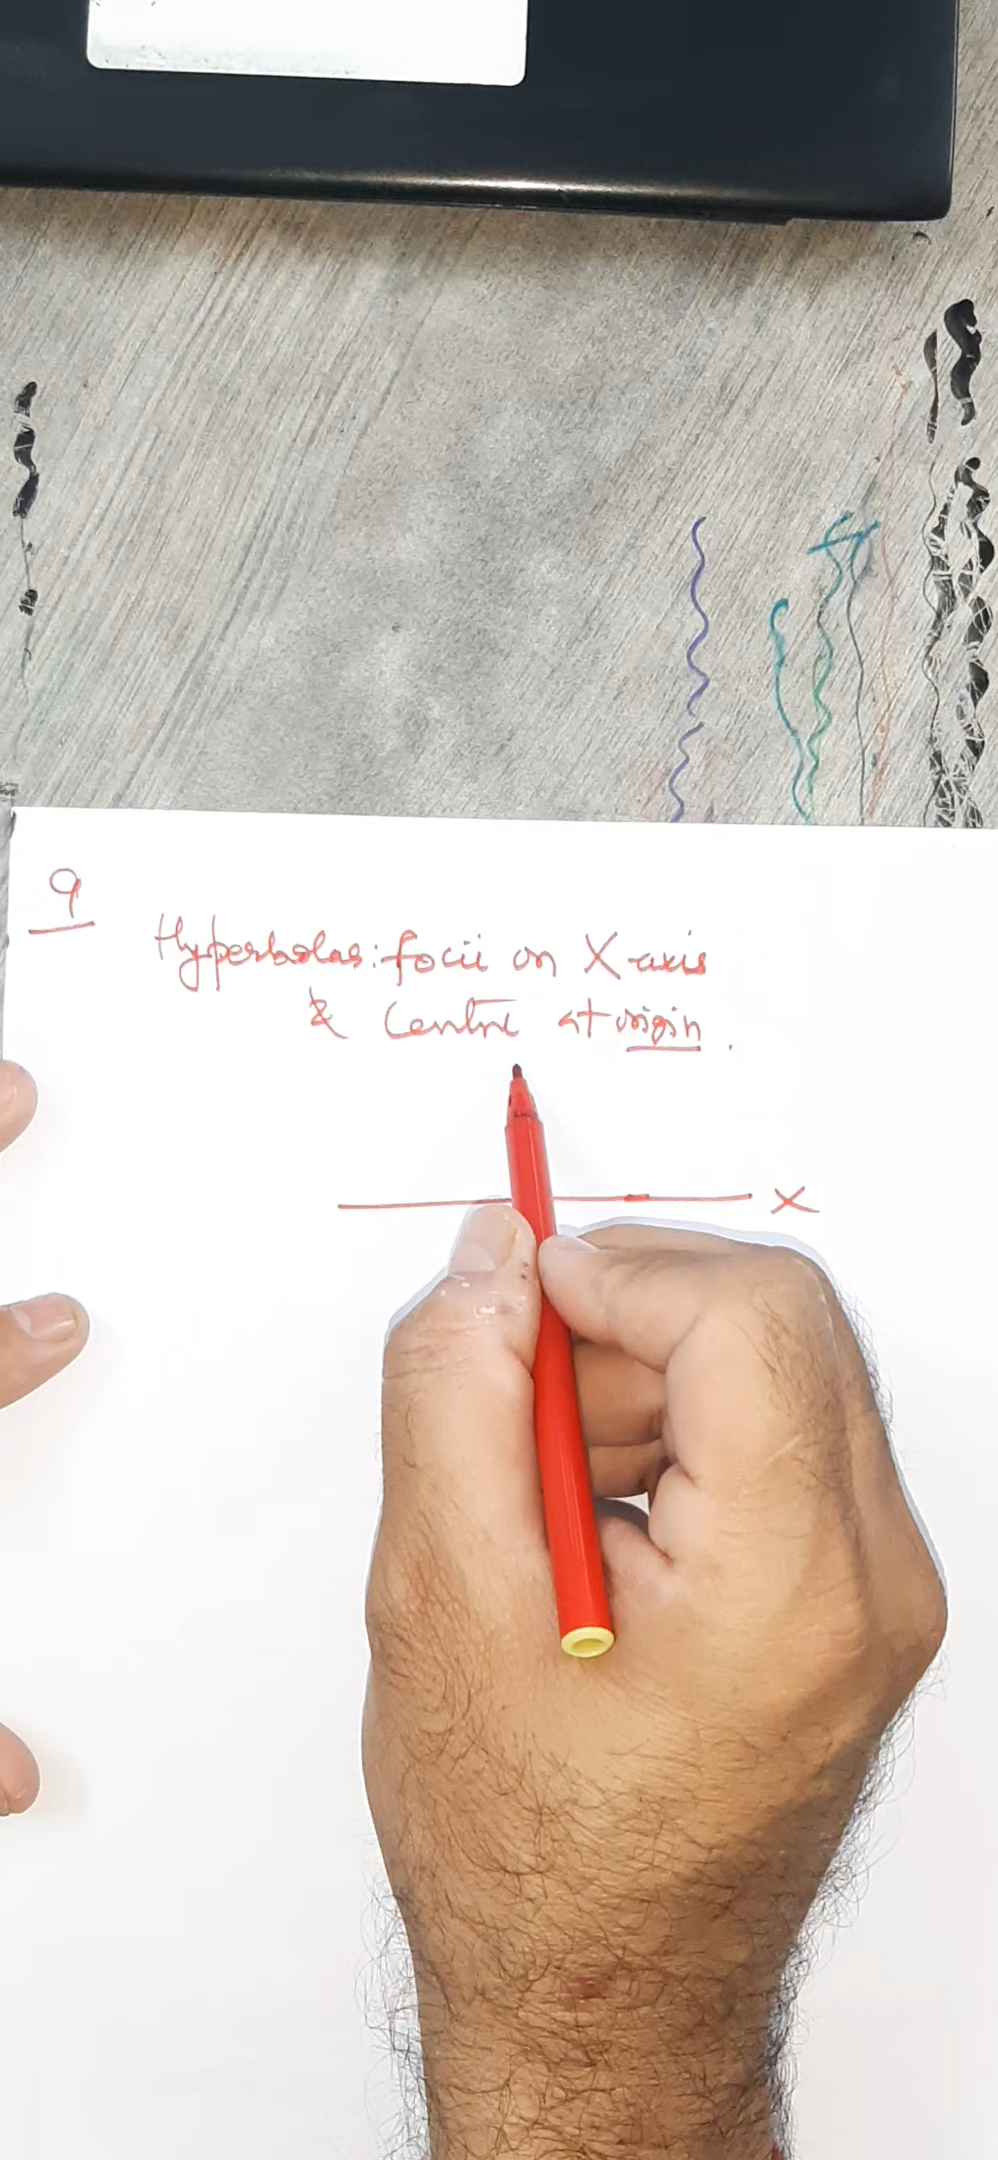 9
Hyperbolas: focii on X-axis
& Centre at origin.
X